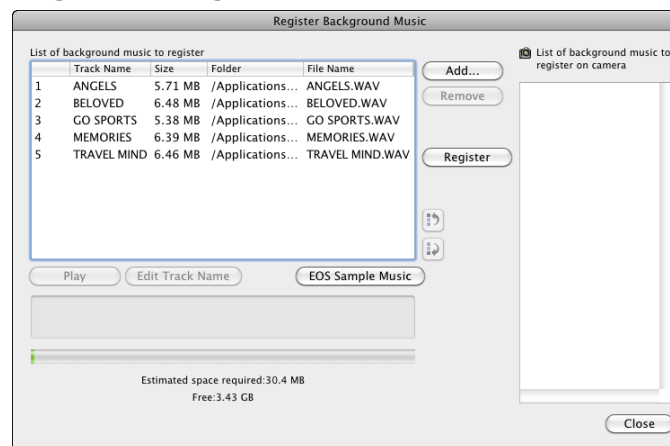 Register Background Music
List of background music to register
Track Name Size Folder File Name
1 ANGELS 5.71 MB /Applications... ANGELS.WAV
2 BELOVED 6.48 MB /Applications... BELOVED.WAV
3 GO SPORTS 5.38 MB /Applications... GO SPORTS.WAV
4 MEMORIES 6.39 MB /Applications... MEMORIES.WAV
5 TRAVEL MIND 6.46 MB /Applications... TRAVEL MIND.WAV
Add...
Remove
Register
Play Edit Track Name EOS Sample Music
Estimated space required:30.4 MB
Free:3.43 GB
List of background music to
register on camera
Close